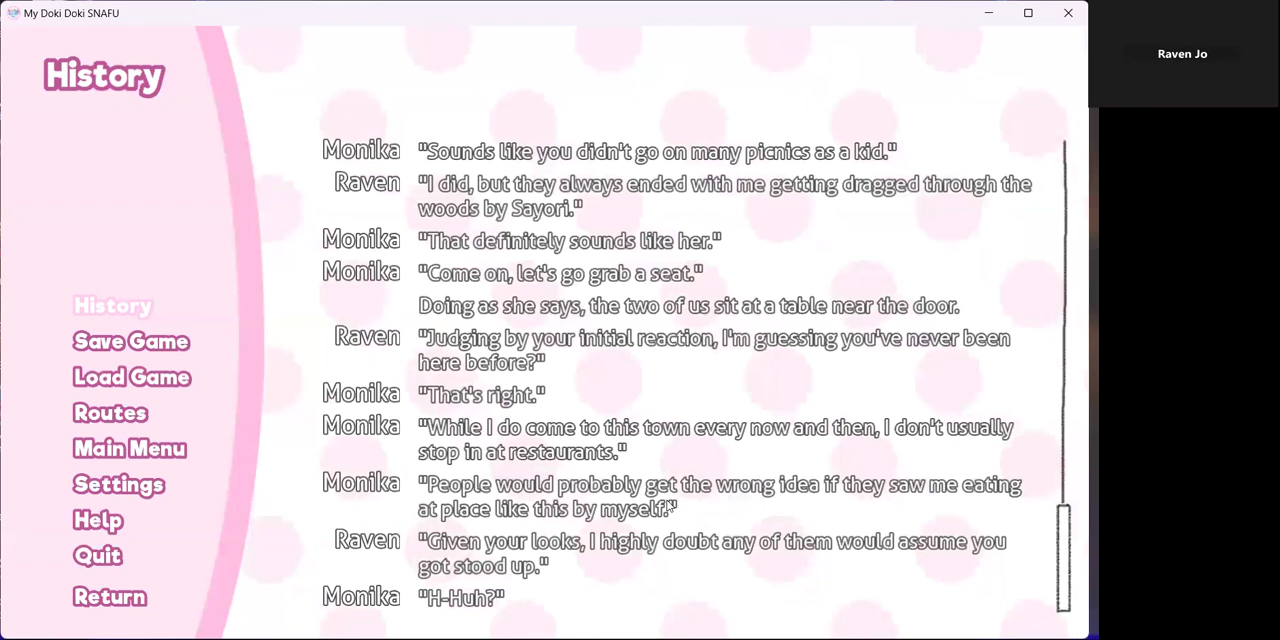 My Doki Doki SNAFU
Raven Jo
History
Monika "Sounds like you didn't go on many picnics as a kid."
Raven "I did, but they always ended with me getting dragged through the
woods by Sayori."
Monika "That definitely sounds like her."
Monika "Come on, let's go grab a seat."
Doing as she says, the two of us sit at a table near the door.
Raven "Judging by your initial reaction, I'm guessing you've never been
here before?"
Monika "That's right."
Monika "While I do come to this town every now and then, I don't usually
stop in at restaurants."
Monika "People would probably get the wrong idea if they saw me eating
at place like this by myself."
Raven "Given your looks, I highly doubt any of them would assume you
got stood up."
Monika "H-Huh?"
History
Save Game
Load Game
Routes
Main Menu
Settings
Help
Quit
Return